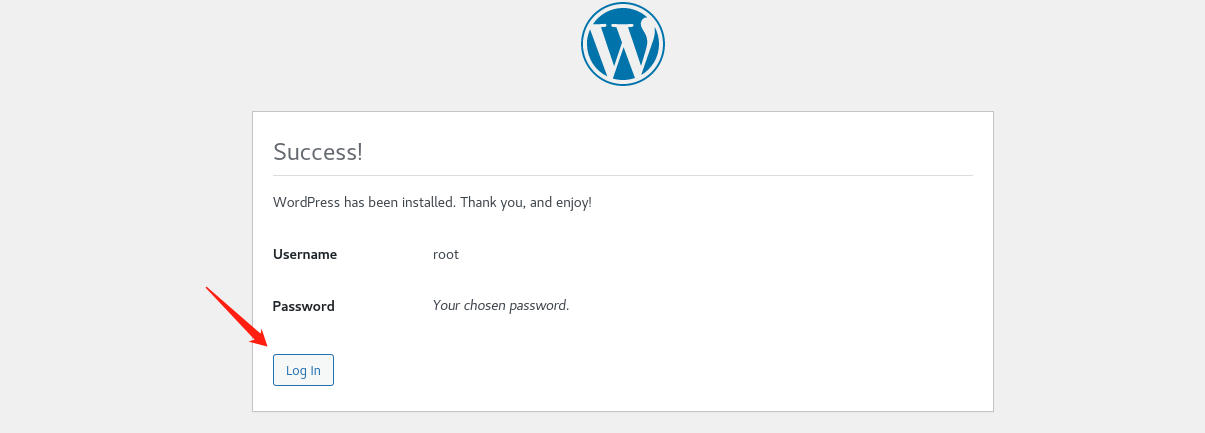 Success!
WordPress has been installed. Thank you, and enjoy!
Username root
Password Your chosen password.
Log In